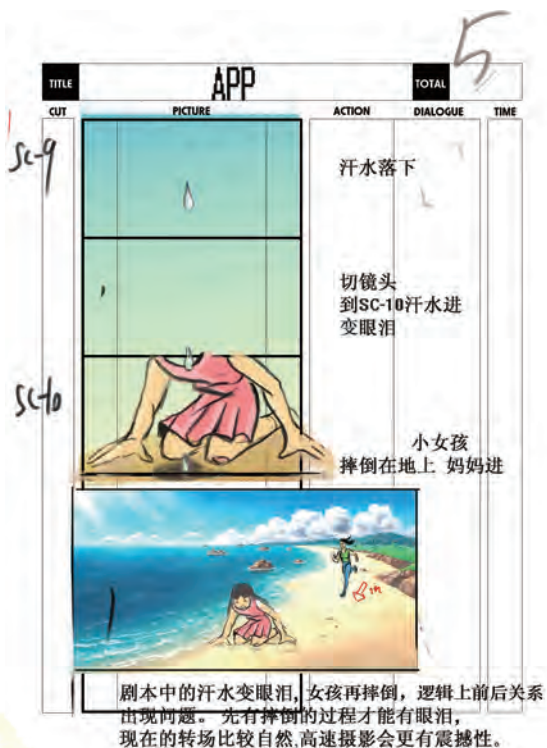 5
TITLE APP TOTAL
CUT PICTURE ACTION DIALOGUE TIME
SC-9
汗水落下
切镜头
到SC-10汗水进
变眼泪
SC-10
小女孩
摔倒在地上 妈妈进
剧本中的汗水变眼泪，女孩再摔倒，逻辑上前后关系
出现问题。先有摔倒的过程才能有眼泪，
现在的转场比较自然,高速摄影会更有震撼性。